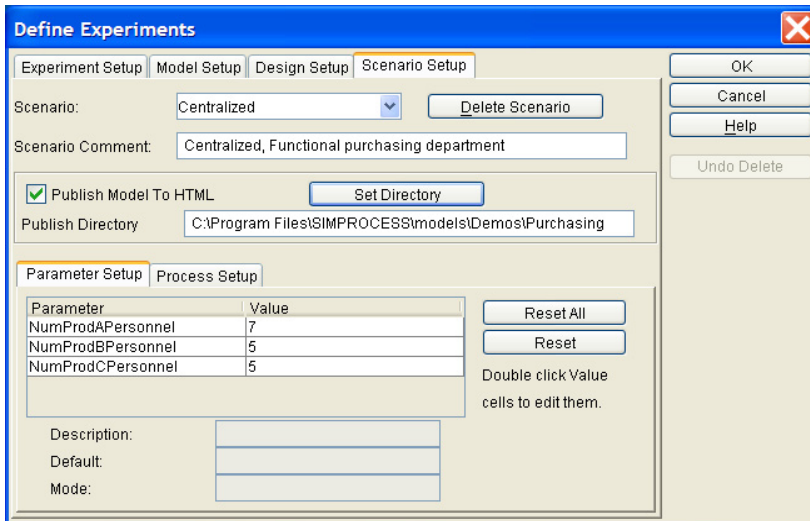 Define Experiments
Experiment Setup Model Setup Design Setup Scenario Setup
OK
Cancel
Help
Undo Delete
Scenario: Centralized Delete Scenario
Scenario Comment: Centralized, Functional purchasing department
Publish Model To HTML Set Directory
Publish Directory C:\Program Files\SIMPROCESS\models\Demos\Purchasing
Parameter Setup Process Setup
Parameter Value
NumProdAPersonnel 7
NumProdBPersonnel 5
NumProdCPersonnel 5
Reset All
Reset
Double click Value
cells to edit them.
Description:
Default:
Mode: